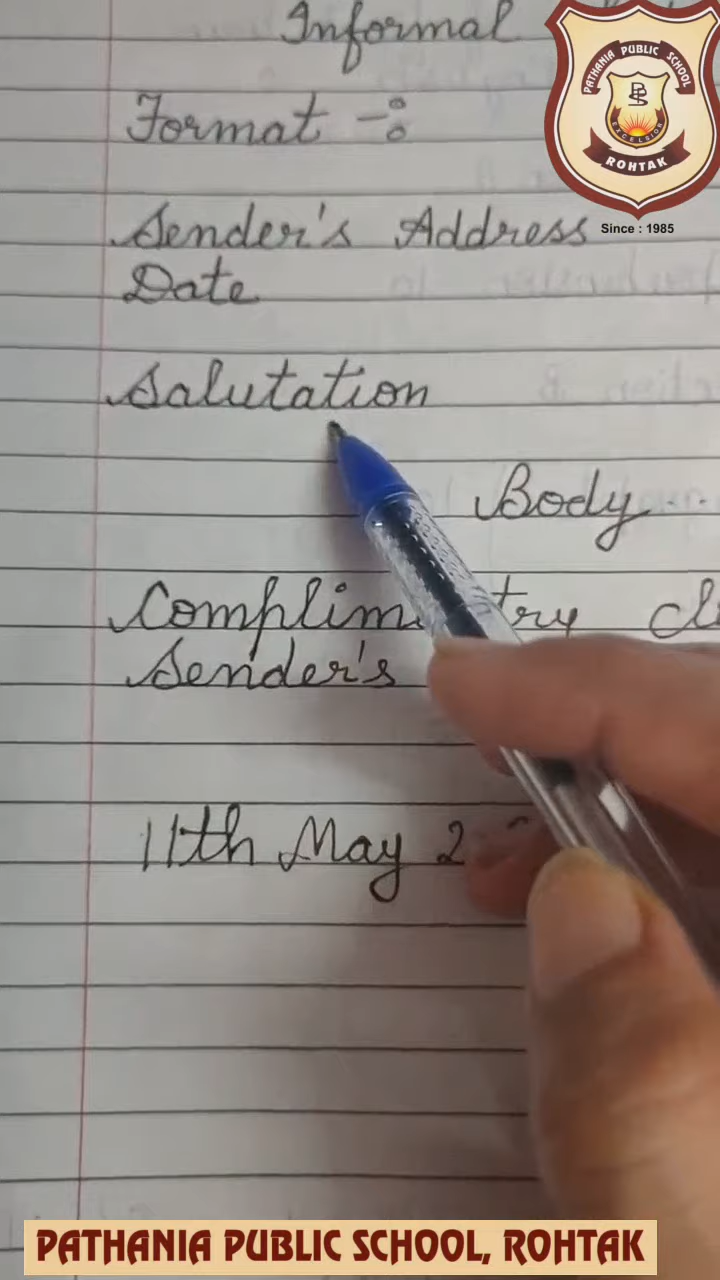 Informal
PATHANIA PUBLIC SCHOOL
EXCELSIOR
ROHTAK
Since : 1985
Format -:
Sender's Address
Date
Salutation
Body...
Sender's
11th May 2
PATHANIA PUBLIC SCHOOL, ROHTAK